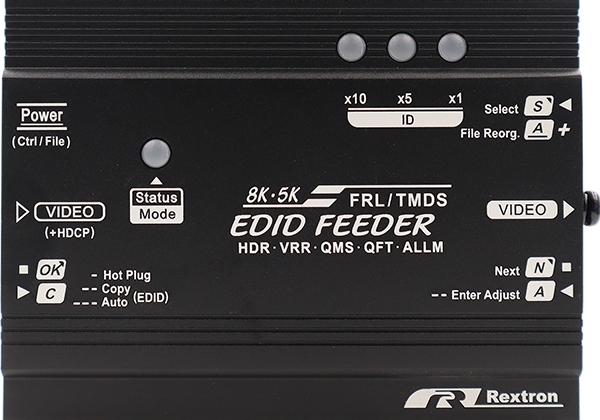 x10 x5 x1
ID
Select S
File Reorg. A +
Power
(Ctrl / File)
Status
Mode
8K·5K FRL/TMDS
EDID FEEDER
HDR · VRR · QMS · QFT · ALLM
VIDEO
(+HDCP)
VIDEO
OK
C
- Hot Plug
-- Copy
--- Auto (EDID)
Next N
-- Enter Adjust A
Rextron